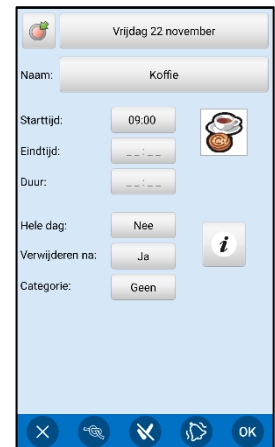 Vrijdag 22 november
Naam: Koffie
Starttijd: 09:00
Eindtijd: __:__
Duur: __:__
Hele dag: Nee
i
Verwijderen na: Ja
Categorie: Geen
OK